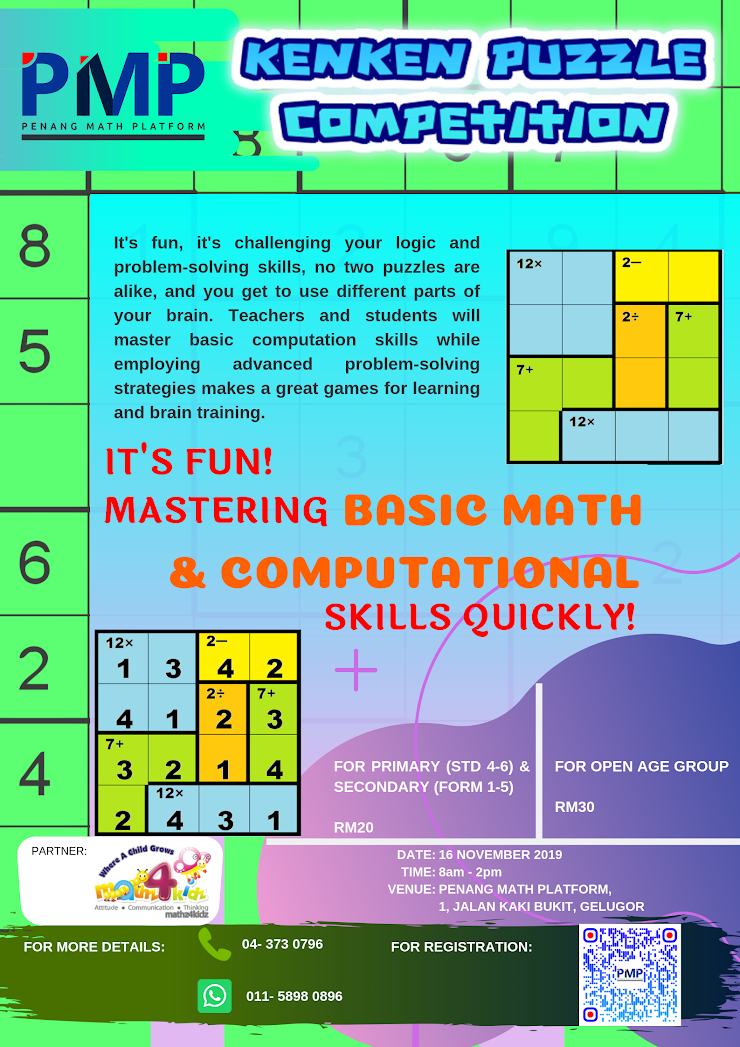 PMP
PENANG MATH PLATFORM
KENKEN PUZZLE
COMPETITION
8
5
6
2
4
It's fun, it's challenging your logic and
problem-solving skills, no two puzzles are
alike, and you get to use different parts of
your brain. Teachers and students will
master basic computation skills while
employing advanced problem-solving
strategies makes a great games for learning
and brain training.
12× 2−
2÷ 7+
7+
12×
IT'S FUN!
MASTERING BASIC MATH
& COMPUTATIONAL
SKILLS QUICKLY!
12× 2−
1 3 4 2
2÷ 7+
4 1 2 3
7+
3 2 1 4
12×
2 4 3 1
FOR PRIMARY (STD 4-6) &
SECONDARY (FORM 1-5)
RM20
FOR OPEN AGE GROUP
RM30
PARTNER:
Where A Child Grows
math4kidz
Attitude • Communication • Thinking
mathz4kidz
DATE: 16 NOVEMBER 2019
TIME: 8am - 2pm
VENUE: PENANG MATH PLATFORM,
1, JALAN KAKI BUKIT, GELUGOR
FOR MORE DETAILS:
04- 373 0796
011- 5898 0896
FOR REGISTRATION:
PMP